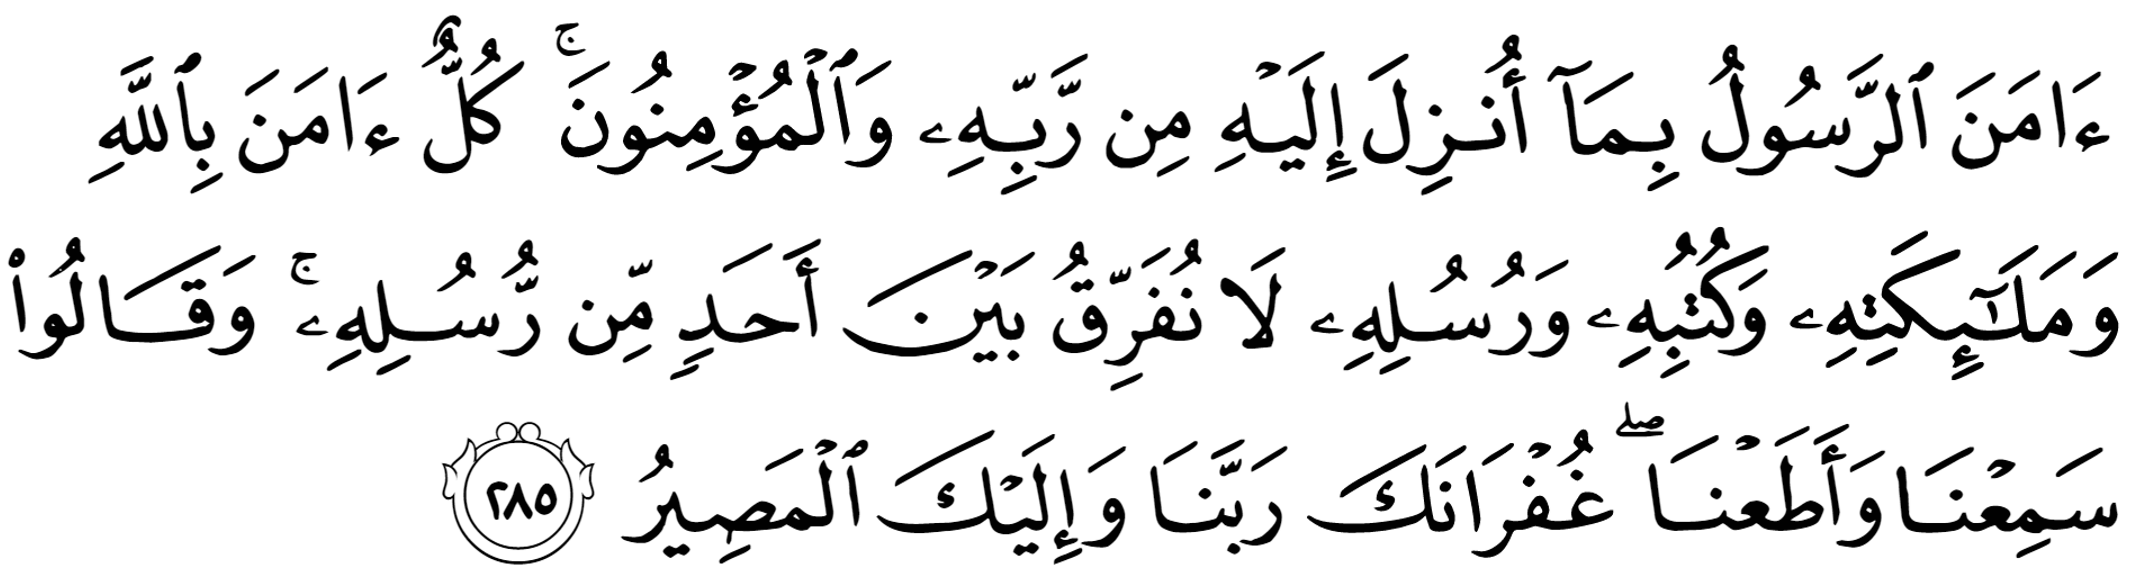 ءَامَنَ ٱلرَّسُولُ بِمَآ أُنزِلَ إِلَيْهِ مِن رَّبِّهِۦ وَٱلْمُؤْمِنُونَ ۚ كُلٌّ ءَامَنَ بِٱللَّهِ
وَمَلَـٰٓئِكَتِهِۦ وَكُتُبِهِۦ وَرُسُلِهِۦ لَا نُفَرِّقُ بَيْنَ أَحَدٍ مِّن رُّسُلِهِۦ ۚ وَقَالُوا۟
سَمِعْنَا وَأَطَعْنَا ۖ غُفْرَانَكَ رَبَّنَا وَإِلَيْكَ ٱلْمَصِيرُ ٢٨٥